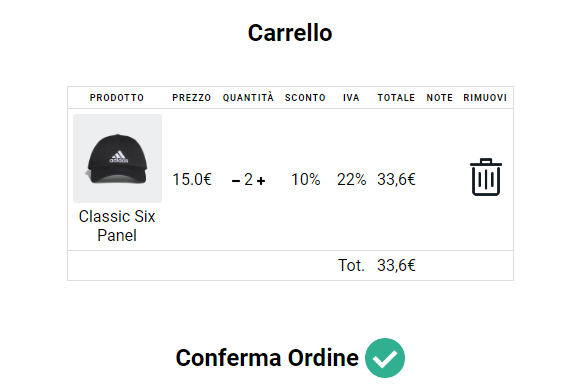 Carrello
PRODOTTO PREZZO QUANTITÀ SCONTO IVA TOTALE NOTE RIMUOVI
adidas
15.0€ - 2 + 10% 22% 33,6€
Classic Six
Panel
Tot. 33,6€
Conferma Ordine